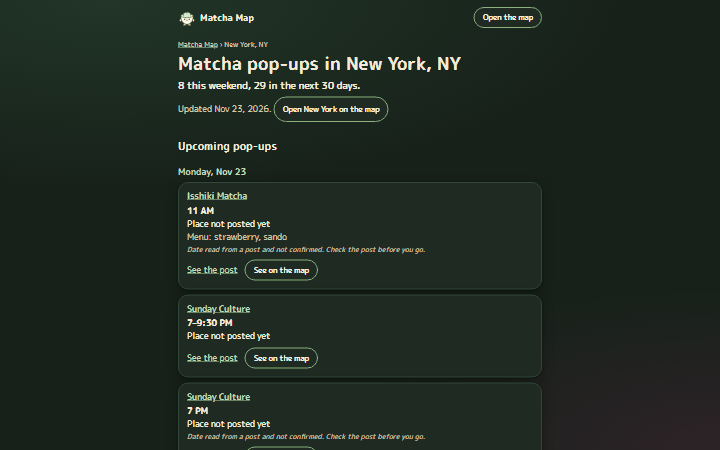 Matcha Map
Open the map
Matcha Map › New York, NY
Matcha pop-ups in New York, NY
8 this weekend, 29 in the next 30 days.
Updated Nov 23, 2026. Open New York on the map
Upcoming pop-ups
Monday, Nov 23
Isshiki Matcha
11 AM
Place not posted yet
Menu: strawberry, sando
Date read from a post and not confirmed. Check the post before you go.
See the post See on the map
Sunday Culture
7–9:30 PM
Place not posted yet
See the post See on the map
Sunday Culture
7 PM
Place not posted yet
Date read from a post and not confirmed. Check the post before you go.